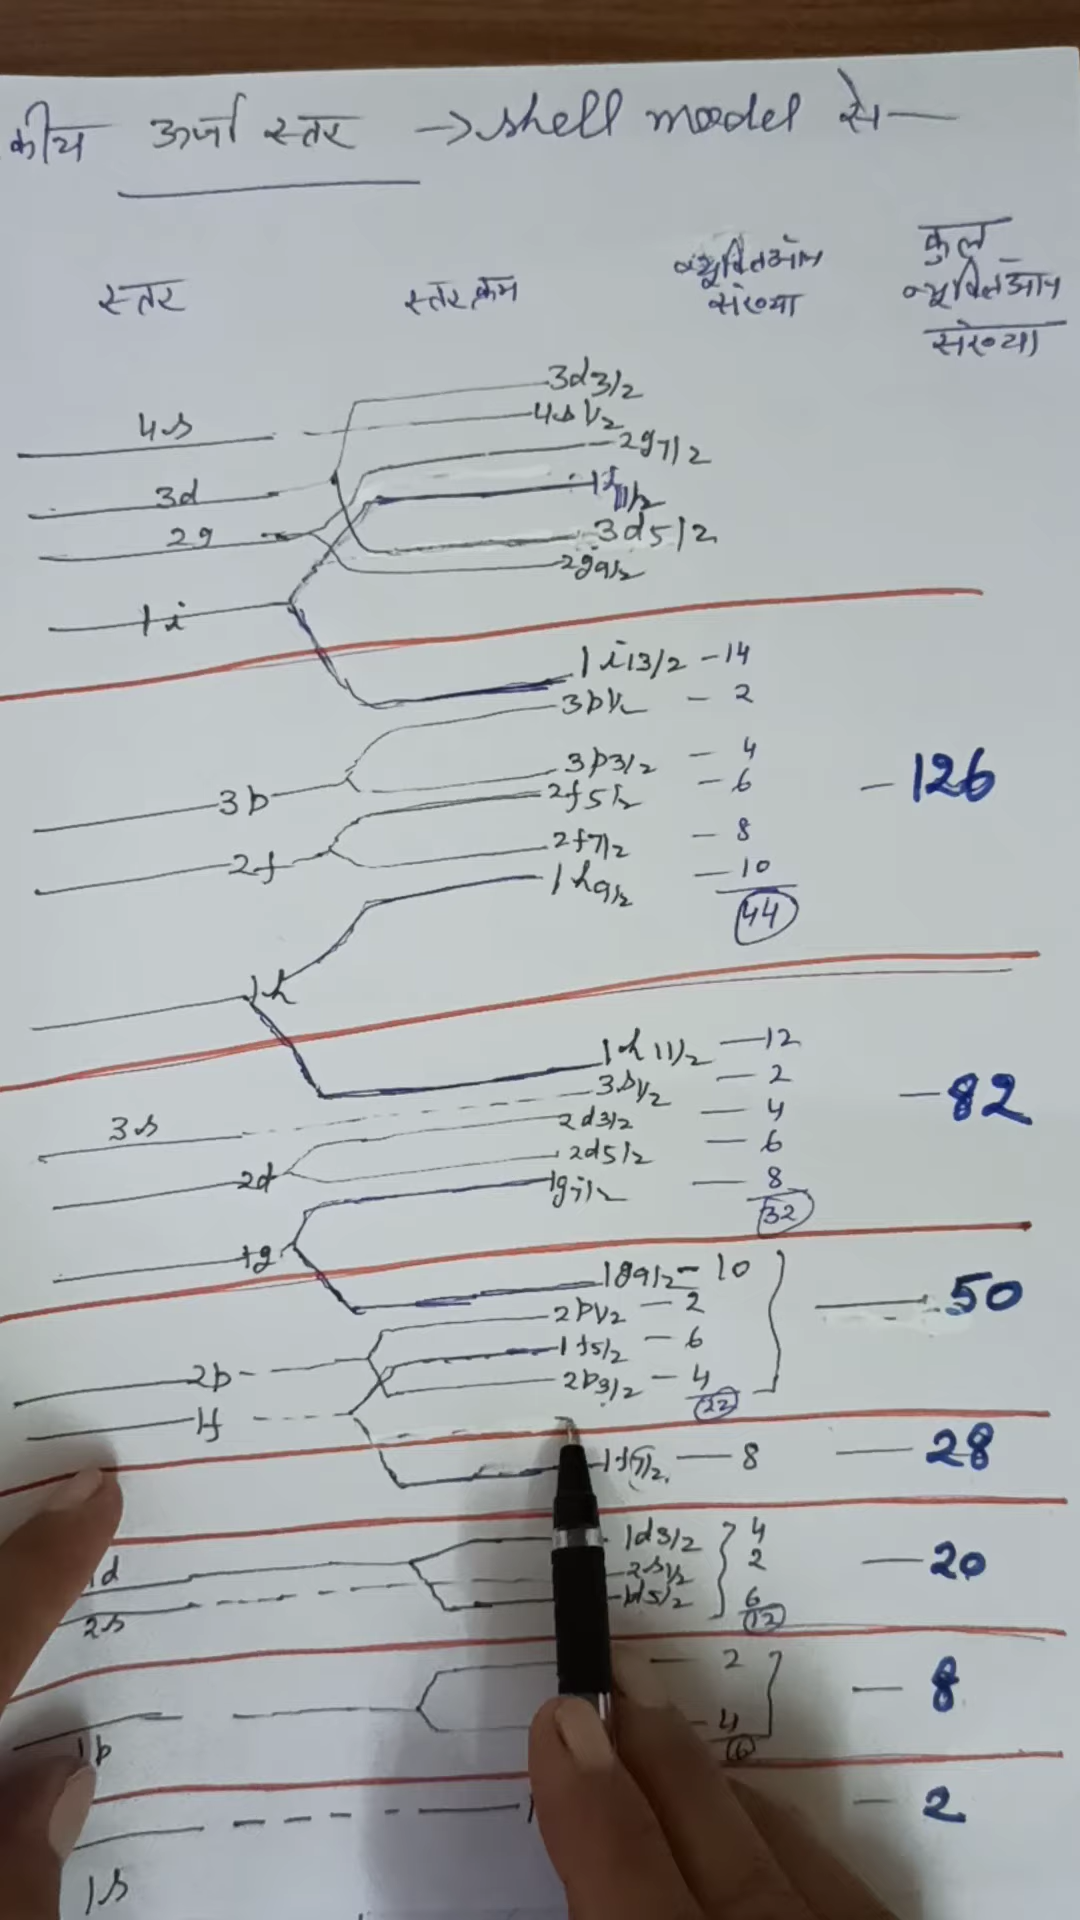 कीय ऊर्जा स्तर → shell model से —
स्तर स्तर क्रम न्यूक्लिऑन संख्या कुल न्यूक्लिऑन संख्या
3d3/2
4s 4s1/2
2g7/2
3d 1i11/2
2g 3d5/2
2g9/2
1i
1i13/2 – 14
3p1/2 – 2
3p3/2 – 4
3p 2f5/2 – 6 – 126
2f 2f7/2 – 8
1h9/2 – 10
44
1h
1h11/2 — 12
3s1/2 – 2 – 82
3s 2d3/2 – 4
2d 2d5/2 – 6
1g7/2 – 8
32
1g 1g9/2 – 10
2p1/2 – 2 — 50
2p 1f5/2 – 6
2p3/2 – 4
22
1f
1f7/2 — 8 — 28
1d3/2 4
1d 2s1/2 2 — 20
2s 1d5/2 6
12
— 2
— 8
1p – 4
6
— 2
1s